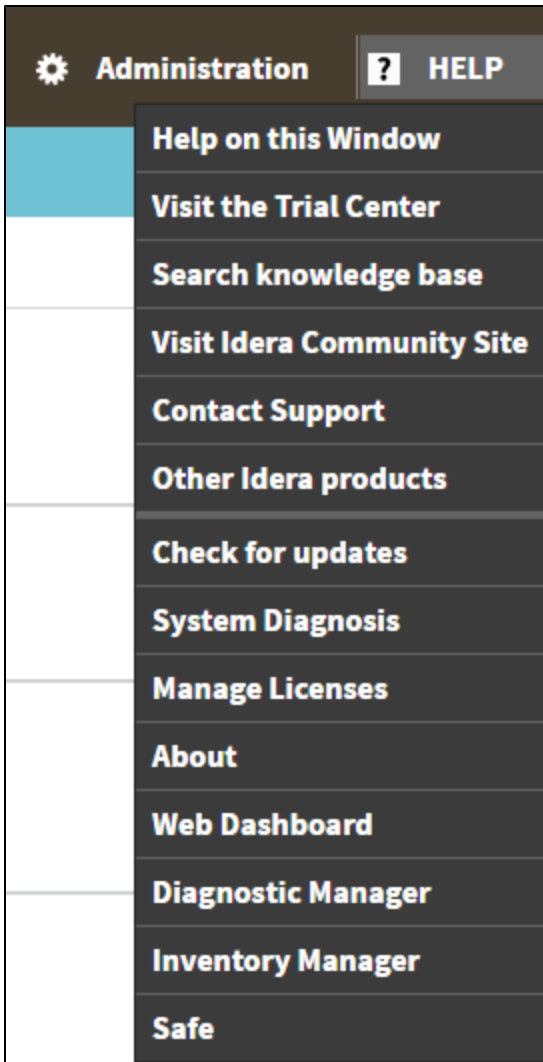 Administration ? HELP
Help on this Window
Visit the Trial Center
Search knowledge base
Visit Idera Community Site
Contact Support
Other Idera products
Check for updates
System Diagnosis
Manage Licenses
About
Web Dashboard
Diagnostic Manager
Inventory Manager
Safe